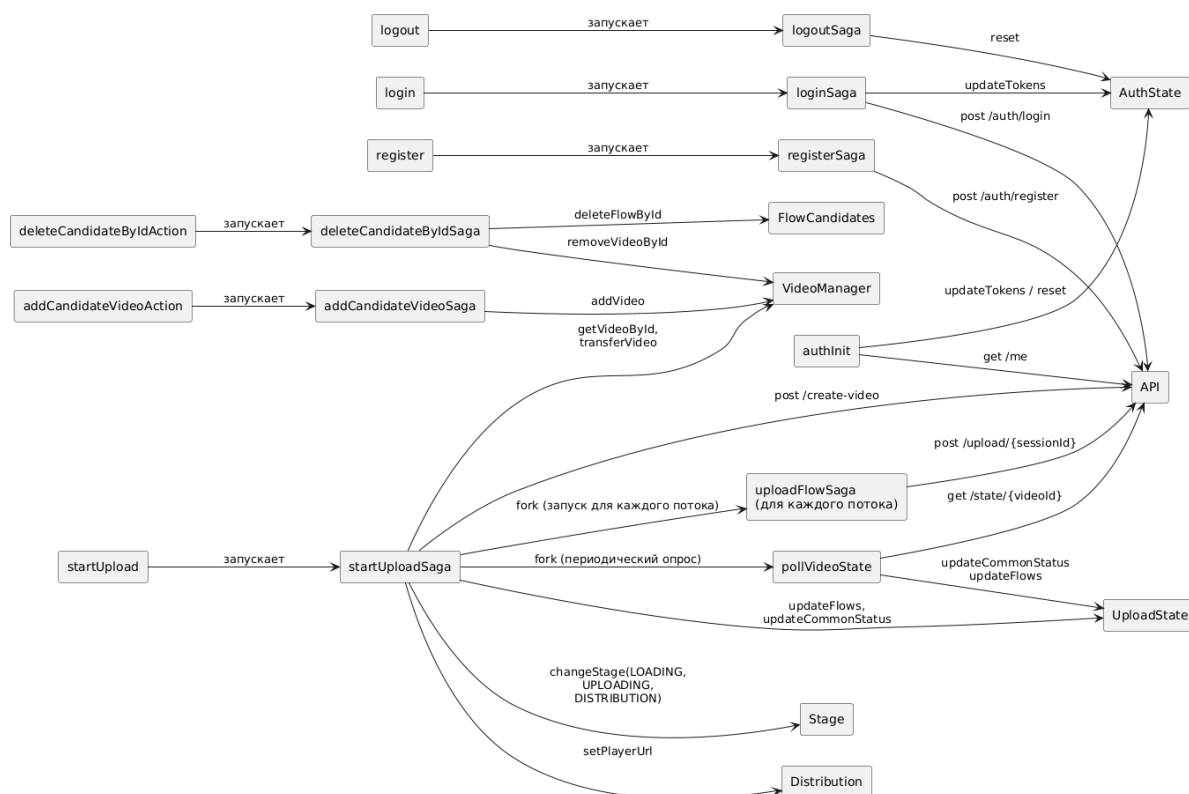 logout
запускает
logoutSaga
reset
login
запускает
loginSaga
updateTokens
AuthState
post /auth/login
register
запускает
registerSaga
post /auth/register
deleteCandidateByIdAction
запускает
deleteCandidateByIdSaga
deleteFlowById
removeVideoById
FlowCandidates
addCandidateVideoAction
запускает
addCandidateVideoSaga
addVideo
VideoManager
getVideoById,
transferVideo
updateTokens / reset
authInit
get /me
API
post /create-video
post /upload/{sessionId}
uploadFlowSaga
(для каждого потока)
fork (запуск для каждого потока)
get /state/{videoId}
startUpload
запускает
startUploadSaga
fork (периодический опрос)
pollVideoState
updateCommonStatus
updateFlows
updateFlows,
updateCommonStatus
UploadState
changeStage(LOADING,
UPLOADING,
DISTRIBUTION)
Stage
setPlayerUrl
Distribution